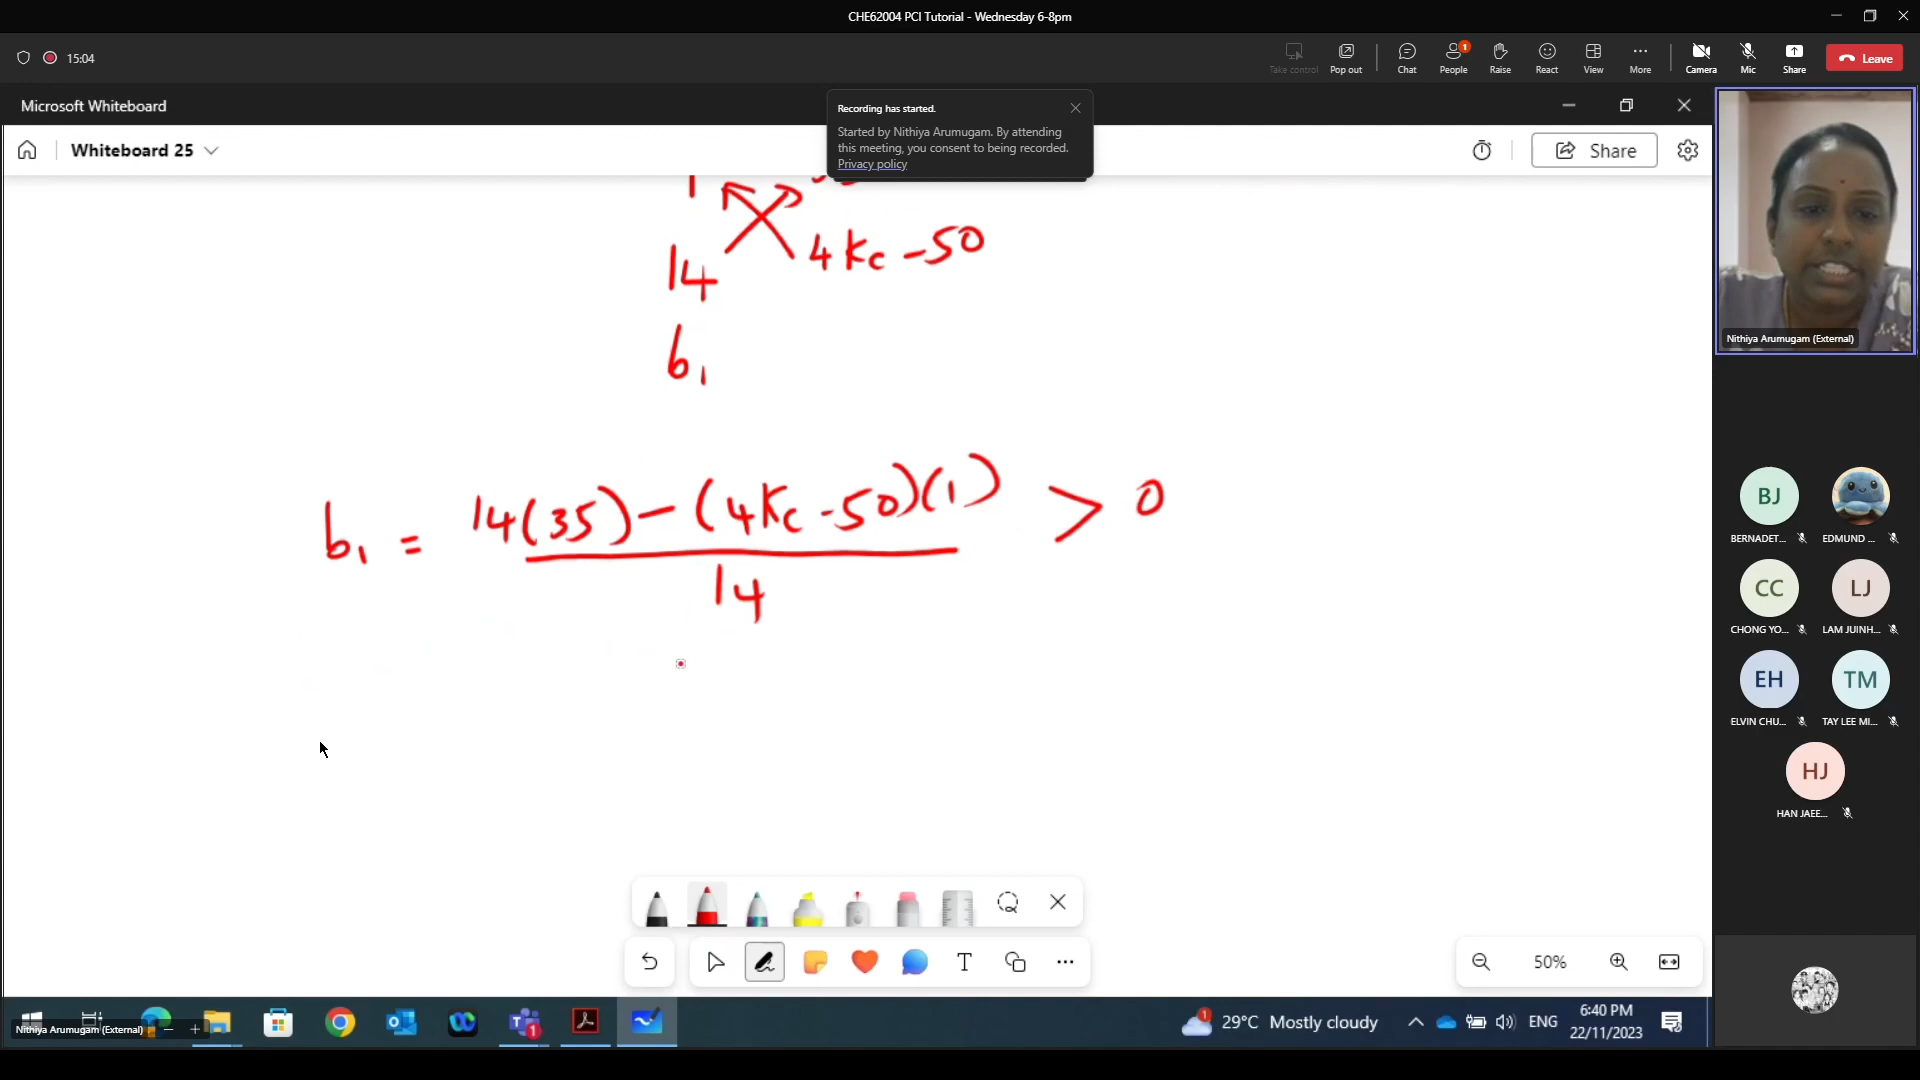 CHE62004 PCI Tutorial - Wednesday 6-8pm
15:04
Take control
Pop out
Chat
1
People
Raise
React
View
More
Camera
Mic
Share
Leave
Microsoft Whiteboard
Recording has started.
Started by Nithiya Arumugam. By attending
this meeting, you consent to being recorded.
Privacy policy
Whiteboard 25
Share
1
14 4Kc -50
b1
b1 = 14(35) - (4Kc -50)(1) > 0
14
Nithiya Arumugam (External)
BJ
BERNADET...
EDMUND ...
CC
CHONG YO...
LJ
LAM JUINH...
EH
ELVIN CHU...
TM
TAY LEE MI...
HJ
HAN JAEE...
50%
Nithiya Arumugam (External)
1
1
29°C Mostly cloudy
ENG
6:40 PM
22/11/2023